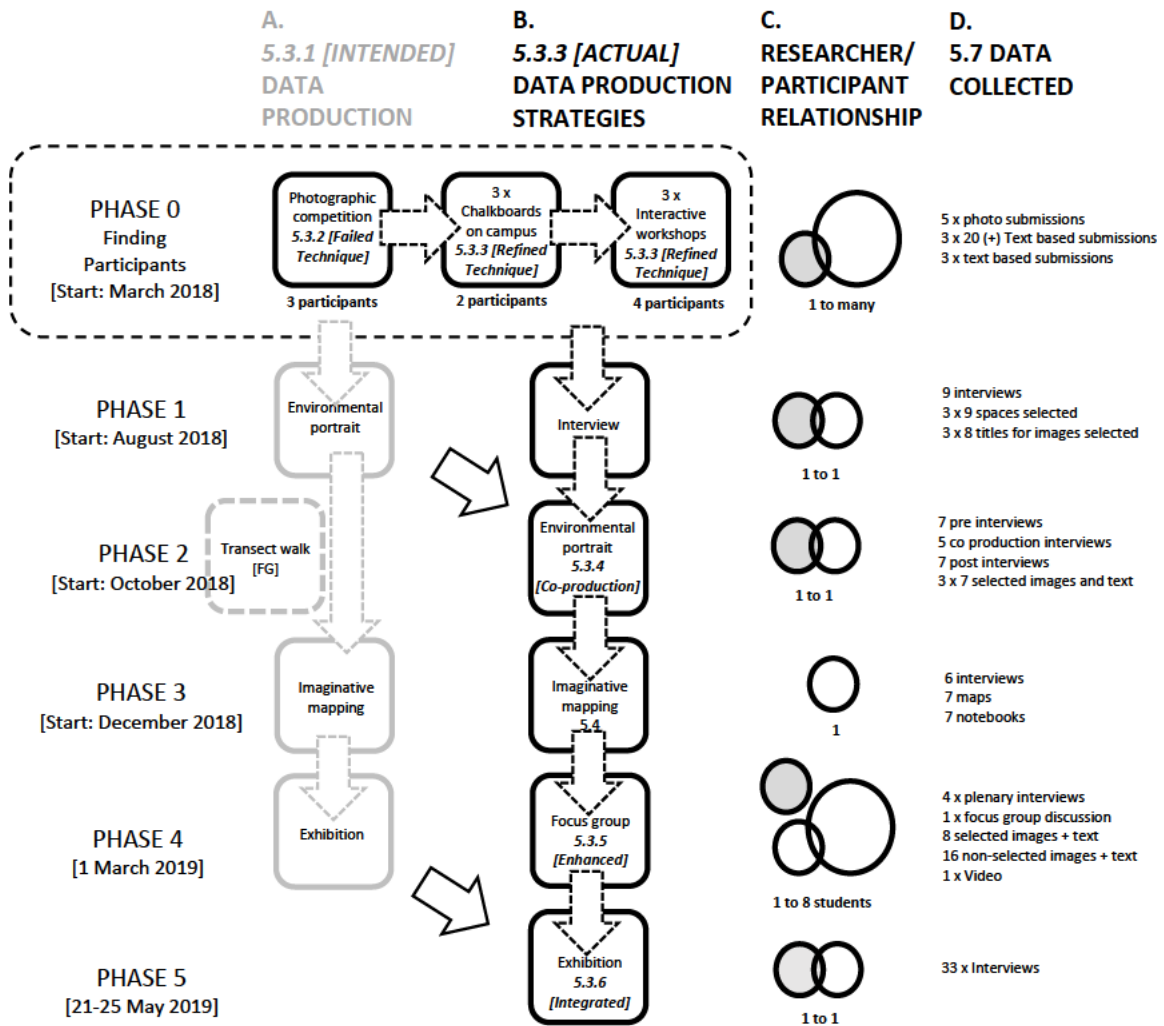 A.
5.3.1 [INTENDED]
DATA
PRODUCTION
B.
5.3.3 [ACTUAL]
DATA PRODUCTION
STRATEGIES
C.
RESEARCHER/
PARTICIPANT
RELATIONSHIP
D.
5.7 DATA
COLLECTED
PHASE 0
Finding
Participants
[Start: March 2018]
Photographic
competition
5.3.2 [Failed
Technique]
3 participants
3 x
Chalkboards
on campus
5.3.3 [Refined
Technique]
2 participants
3 x
Interactive
workshops
5.3.3 [Refined
Technique]
4 participants
1 to many
5 x photo submissions
3 x 20 (+) Text based submissions
3 x text based submissions
PHASE 1
[Start: August 2018]
Environmental
portrait
Interview
1 to 1
9 interviews
3 x 9 spaces selected
3 x 8 titles for images selected
PHASE 2
[Start: October 2018]
Transect walk
[FG]
Environmental
portrait
5.3.4
[Co-production]
1 to 1
7 pre interviews
5 co production interviews
7 post interviews
3 x 7 selected images and text
PHASE 3
[Start: December 2018]
Imaginative
mapping
Imaginative
mapping
5.4
1
6 interviews
7 maps
7 notebooks
PHASE 4
[1 March 2019]
Exhibition
Focus group
5.3.5
[Enhanced]
1 to 8 students
4 x plenary interviews
1 x focus group discussion
8 selected images + text
16 non-selected images + text
1 x Video
PHASE 5
[21-25 May 2019]
Exhibition
5.3.6
[Integrated]
1 to 1
33 x Interviews